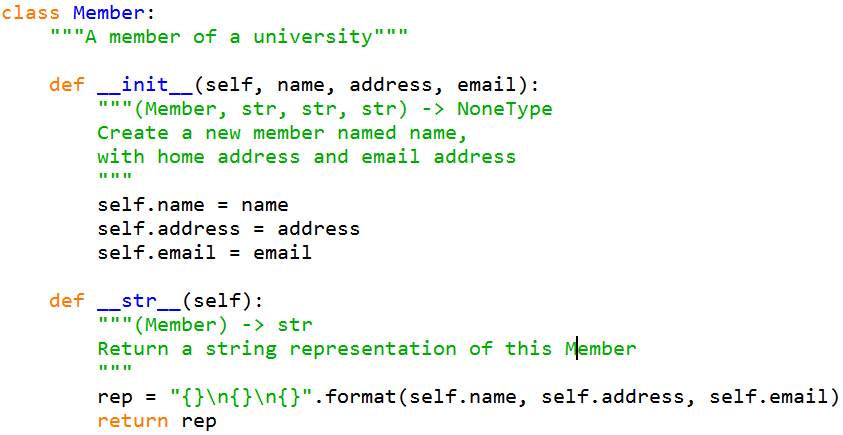 class Member:
    """A member of a university"""

    def __init__(self, name, address, email):
        """(Member, str, str, str) -> NoneType
        Create a new member named name,
        with home address and email address
        """
        self.name = name
        self.address = address
        self.email = email

    def __str__(self):
        """(Member) -> str
        Return a string representation of this Member
        """
        rep = "{}\n{}\n{}".format(self.name, self.address, self.email)
        return rep